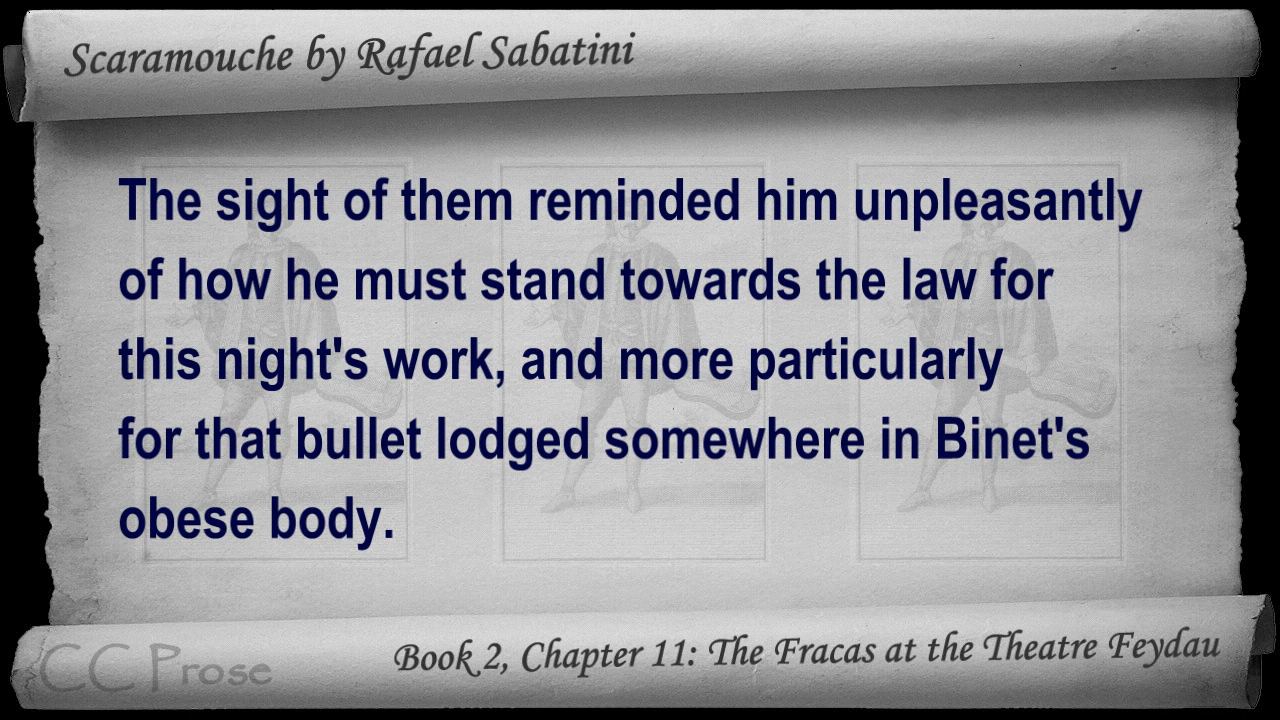 Scaramouche by Rafael Sabatini
The sight of them reminded him unpleasantly
of how he must stand towards the law for
this night's work, and more particularly
for that bullet lodged somewhere in Binet's
obese body.
CC Prose
Book 2, Chapter 11: The Fracas at the Theatre Feydau